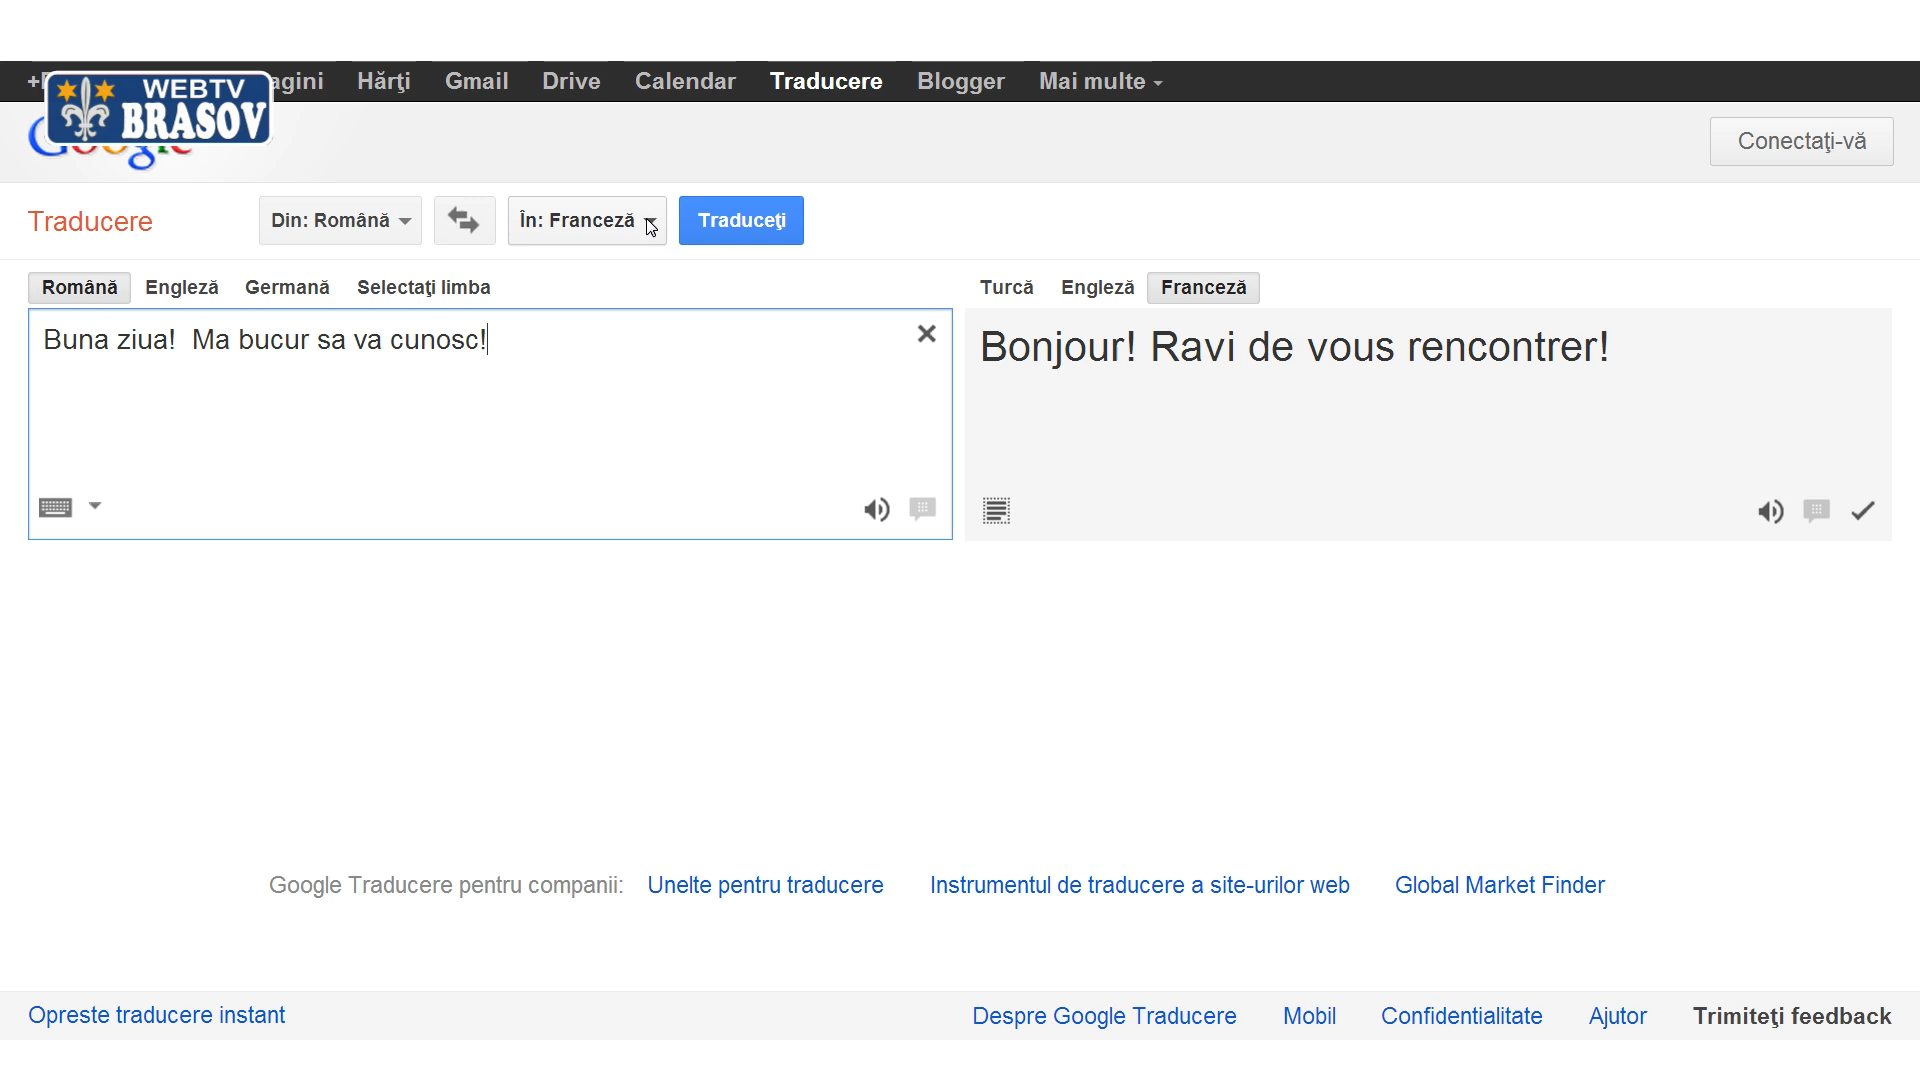 agini Hărţi Gmail Drive Calendar Traducere Blogger Mai multe
WEBTV
BRASOV
Conectaţi-vă
Traducere Din: Română În: Franceză Traduceţi
Română Engleză Germană Selectaţi limba Turcă Engleză Franceză
Buna ziua! Ma bucur sa va cunosc!
Bonjour! Ravi de vous rencontrer!
Google Traducere pentru companii: Unelte pentru traducere Instrumentul de traducere a site-urilor web Global Market Finder
Opreste traducere instant Despre Google Traducere Mobil Confidentialitate Ajutor Trimiteţi feedback